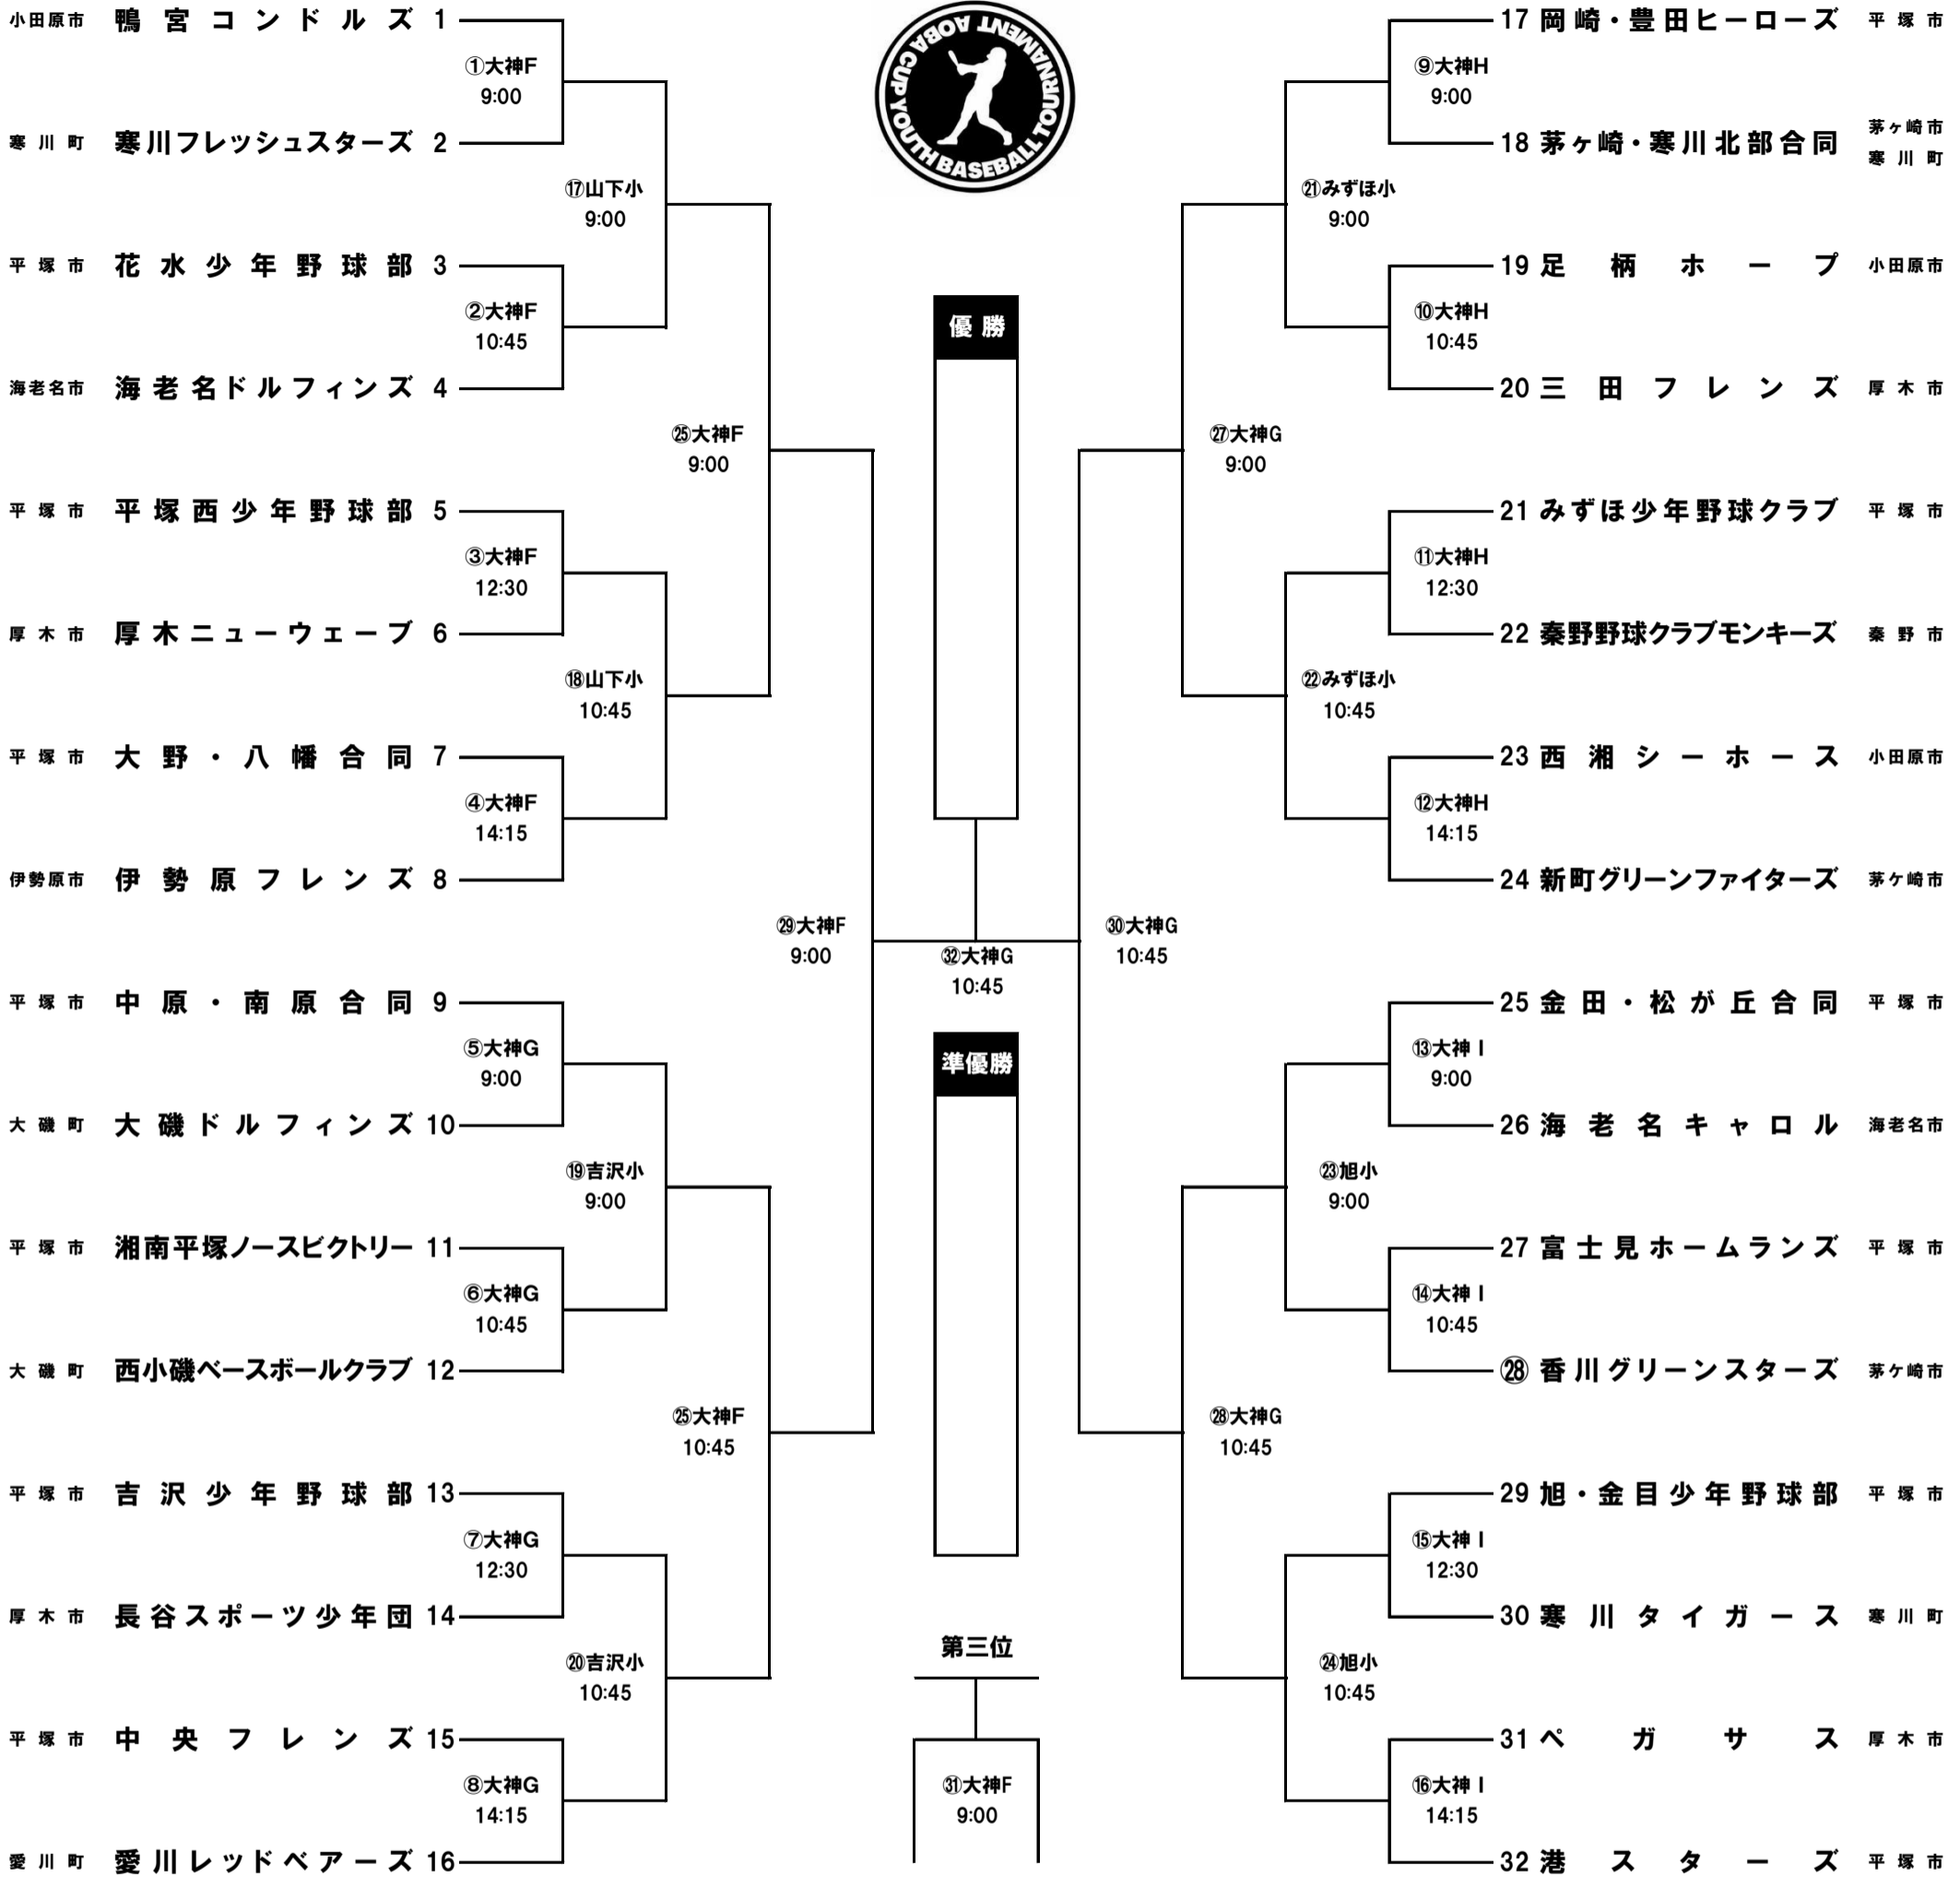 AOBA CUP YOUTH BASEBALL TOURNAMENT
小田原市 鴨宮コンドルズ 1
①大神F
9:00
寒川町 寒川フレッシュスターズ 2
⑰山下小
9:00
平塚市 花水少年野球部 3
②大神F
10:45
海老名市 海老名ドルフィンズ 4
㉕大神F
9:00
平塚市 平塚西少年野球部 5
③大神F
12:30
厚木市 厚木ニューウェーブ 6
⑱山下小
10:45
平塚市 大野・八幡合同 7
④大神F
14:15
伊勢原市 伊勢原フレンズ 8
㉙大神F
9:00
平塚市 中原・南原合同 9
⑤大神G
9:00
大磯町 大磯ドルフィンズ 10
⑲吉沢小
9:00
平塚市 湘南平塚ノースビクトリー 11
⑥大神G
10:45
大磯町 西小磯ベースボールクラブ 12
㉕大神F
10:45
平塚市 吉沢少年野球部 13
⑦大神G
12:30
厚木市 長谷スポーツ少年団 14
⑳吉沢小
10:45
平塚市 中央フレンズ 15
⑧大神G
14:15
愛川町 愛川レッドベアーズ 16
優勝
㉜大神G
10:45
準優勝
第三位
㉛大神F
9:00
17 岡崎・豊田ヒーローズ 平塚市
⑨大神H
9:00
18 茅ヶ崎・寒川北部合同 茅ヶ崎市
寒川町
㉑みずほ小
9:00
19 足柄ホープ 小田原市
⑩大神H
10:45
20 三田フレンズ 厚木市
㉗大神G
9:00
21 みずほ少年野球クラブ 平塚市
⑪大神H
12:30
22 秦野野球クラブモンキーズ 秦野市
㉒みずほ小
10:45
23 西湘シーホース 小田原市
⑫大神H
14:15
24 新町グリーンファイターズ 茅ケ崎市
㉚大神G
10:45
25 金田・松が丘合同 平塚市
⑬大神I
9:00
26 海老名キャロル 海老名市
㉓旭小
9:00
27 富士見ホームランズ 平塚市
⑭大神I
10:45
㉘ 香川グリーンスターズ 茅ケ崎市
㉘大神G
10:45
29 旭・金目少年野球部 平塚市
⑮大神I
12:30
30 寒川タイガース 寒川町
㉔旭小
10:45
31 ペガサス 厚木市
⑯大神I
14:15
32 港スターズ 平塚市